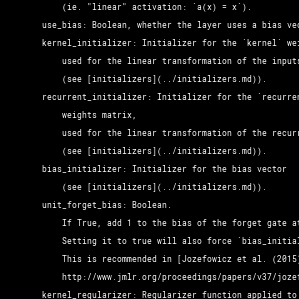 (ie. "linear" activation: `a(x) = x`).
use_bias: Boolean, whether the layer uses a bias vec
kernel_initializer: Initializer for the `kernel` wei
used for the linear transformation of the inputs
(see [initializers](../initializers.md)).
recurrent_initializer: Initializer for the `recurren
weights matrix,
used for the linear transformation of the recurr
(see [initializers](../initializers.md)).
bias_initializer: Initializer for the bias vector
(see [initializers](../initializers.md)).
unit_forget_bias: Boolean.
If True, add 1 to the bias of the forget gate at
Setting it to true will also force `bias_initial
This is recommended in [Jozefowicz et al. (2015)
http://www.jmlr.org/proceedings/papers/v37/jozef
kernel_regularizer: Regularizer function applied to